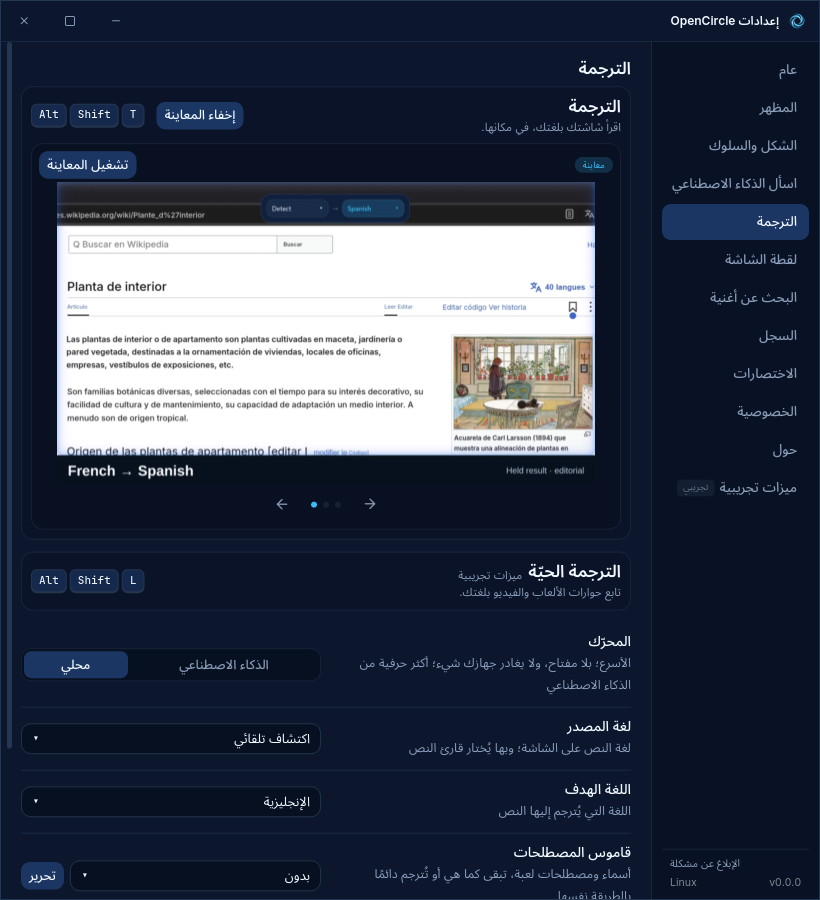 إعدادات OpenCircle
عام
المظهر
الشكل والسلوك
اسأل الذكاء الاصطناعي
الترجمة
لقطة الشاشة
البحث عن أغنية
السجل
الاختصارات
الخصوصية
حول
ميزات تجريبية تجريبي
الإبلاغ عن مشكلة
Linux v0.0.0
الترجمة
الترجمة
اقرأ شاشتك بلغتك، في مكانها.
إخفاء المعاينة
Alt Shift T
معاينة
تشغيل المعاينة
es.wikipedia.org/wiki/Plante_d%27interior
Detect → Spanish
Buscar en Wikipedia
Buscar
Planta de interior
40 langues
Artículo
Leer Editar
Editar código Ver historia
Las plantas de interior o de apartamento son plantas cultivadas en maceta, jardinería o
pared vegetada, destinadas a la ornamentación de viviendas, locales de oficinas,
empresas, vestíbulos de exposiciones, etc.
Son familias botánicas diversas, seleccionadas con el tiempo para su interés decorativo, su
facilidad de cultura y de mantenimiento, su capacidad de adaptación un medio interior. A
menudo son de origen tropical.
Origen de las plantas de apartamento [editar |
Acuarela de Carl Larsson (1894) que
muestra una alineación de plantas en
French → Spanish
Held result · editorial
الترجمة الحيّة ميزات تجريبية
تابع حوارات الألعاب والفيديو بلغتك.
Alt Shift L
المحرّك
الأسرع؛ بلا مفتاح، ولا يغادر جهازك شيء؛ أكثر حرفية من
الذكاء الاصطناعي
الذكاء الاصطناعي
محلي
لغة المصدر
لغة النص على الشاشة؛ وبها يُختار قارئ النص
اكتشاف تلقائي
اللغة الهدف
اللغة التي يُترجم إليها النص
الإنجليزية
قاموس المصطلحات
أسماء ومصطلحات لعبة، تبقى كما هي أو تُترجم دائمًا
بالطريقة نفسها
بدون
تحرير